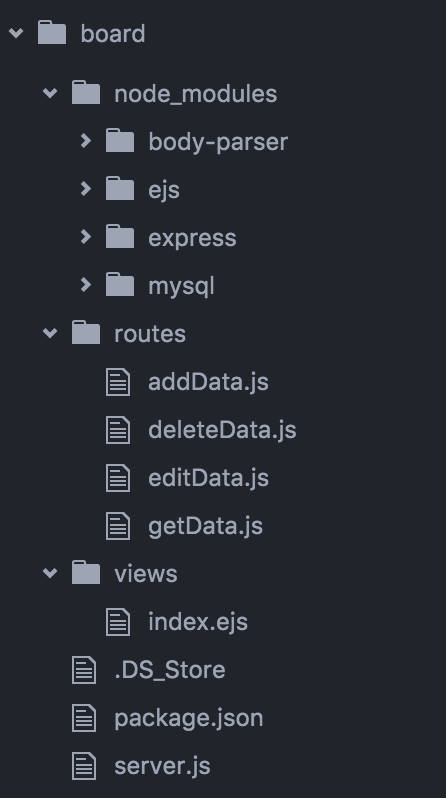 board
node_modules
body-parser
ejs
express
mysql
routes
addData.js
deleteData.js
editData.js
getData.js
views
index.ejs
.DS_Store
package.json
server.js